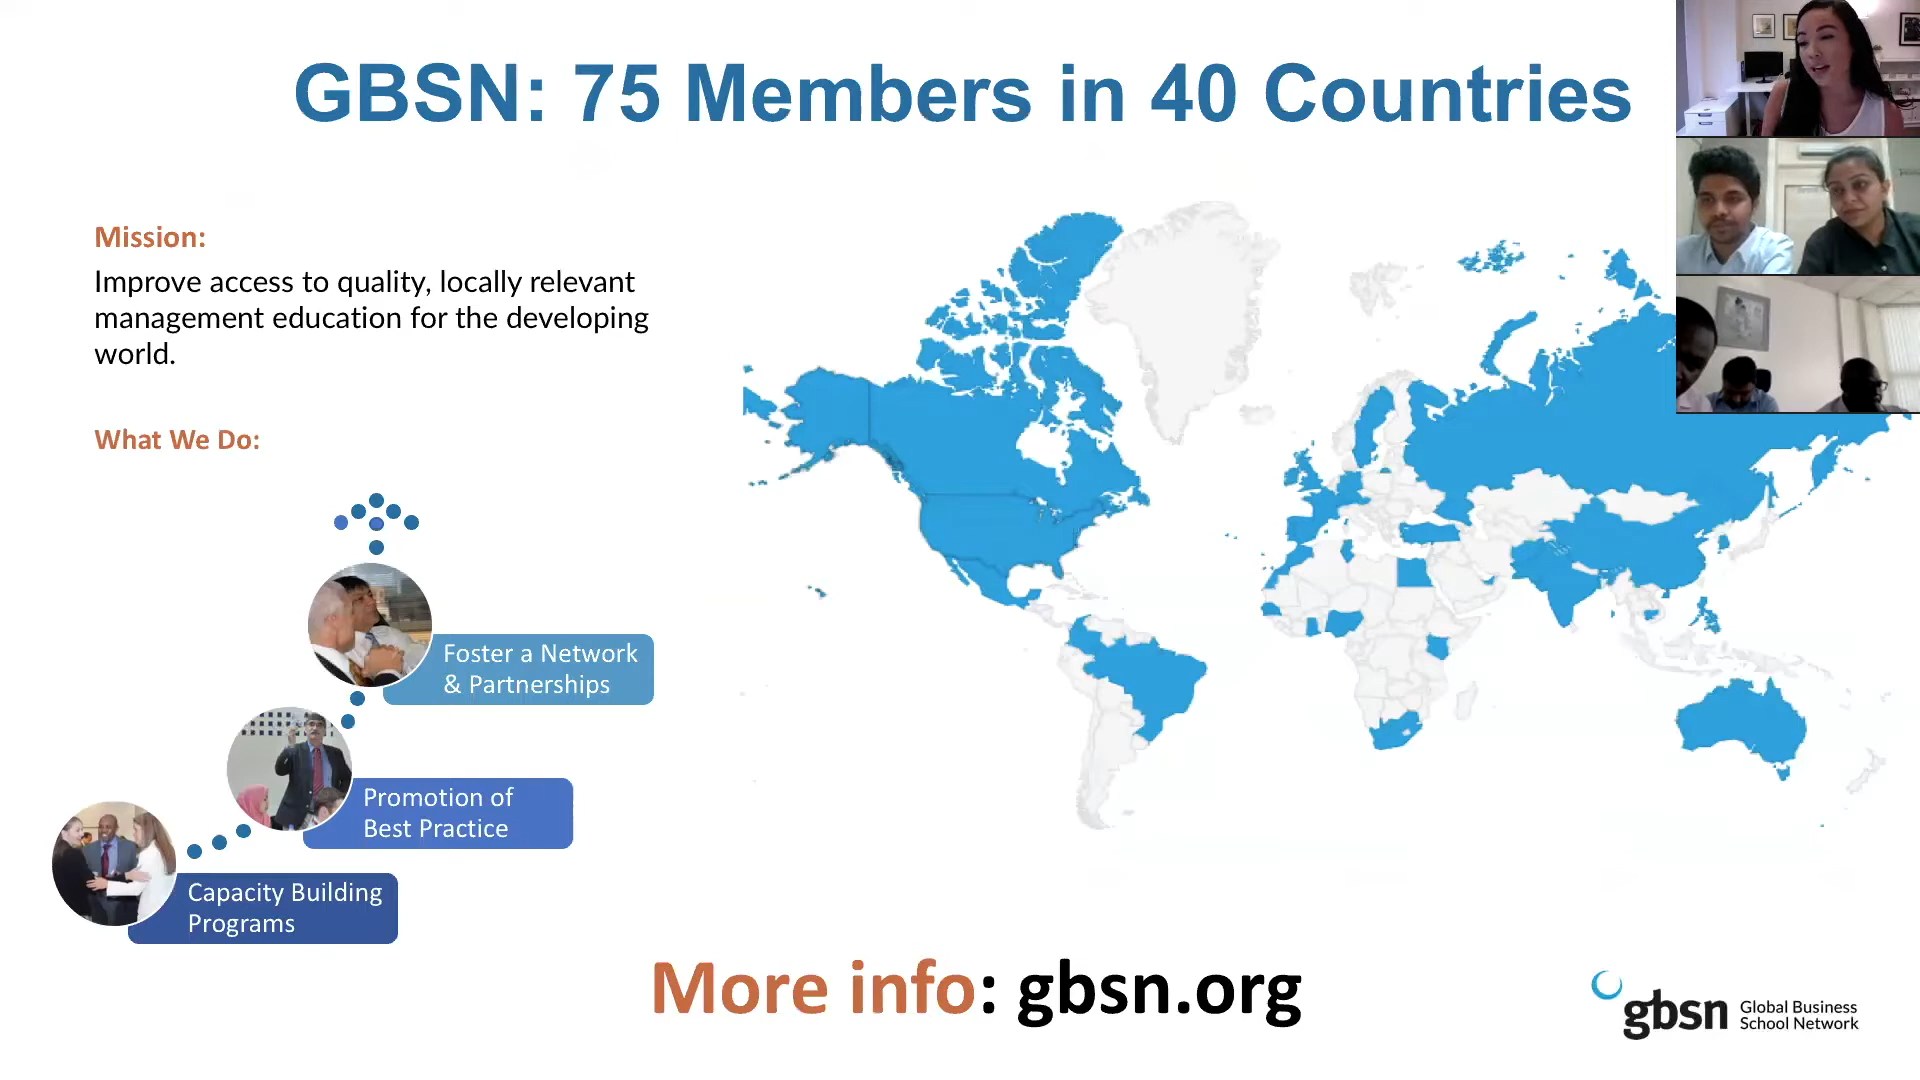 GBSN: 75 Members in 40 Countries
Mission:
Improve access to quality, locally relevant
management education for the developing
world.
What We Do:
Foster a Network
& Partnerships
Promotion of
Best Practice
Capacity Building
Programs
More info: gbsn.org
gbsn
Global Business
School Network